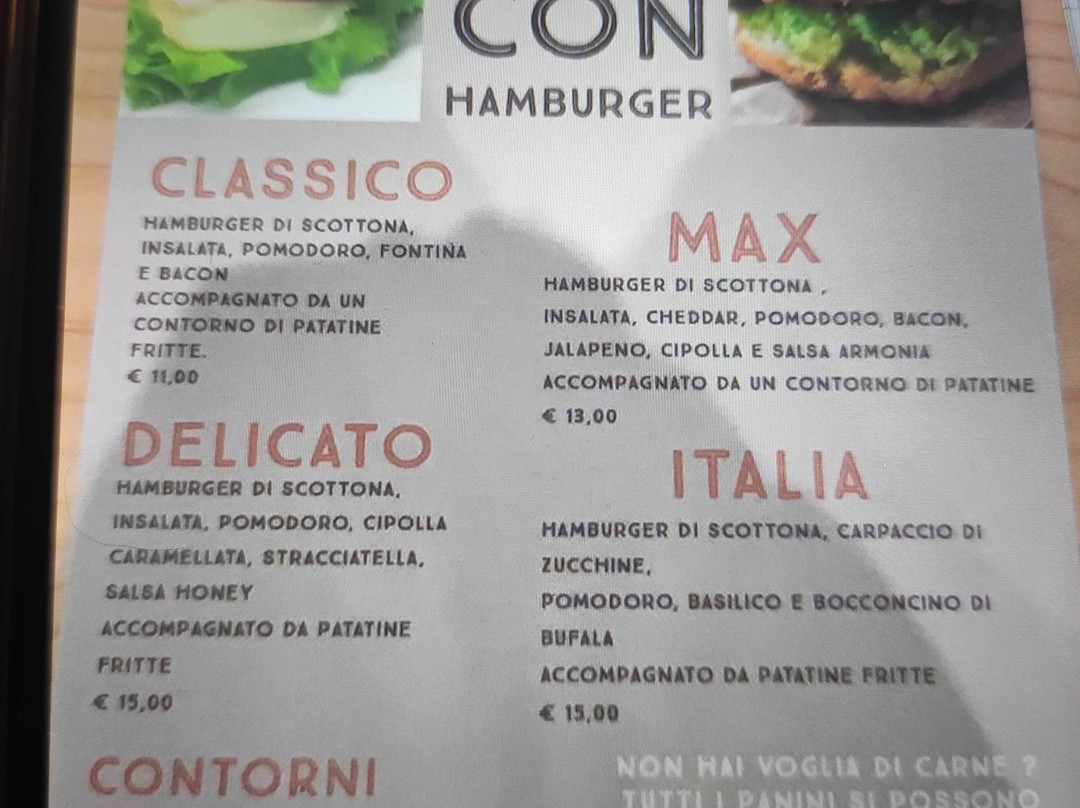 CON
HAMBURGER
CLASSICO
HAMBURGER DI SCOTTONA,
INSALATA, POMODORO, FONTINA
E BACON
ACCOMPAGNATO DA UN
CONTORNO DI PATATINE
FRITTE.
€ 11,00
DELICATO
HAMBURGER DI SCOTTONA,
INSALATA, POMODORO, CIPOLLA
CARAMELLATA, STRACCIATELLA,
SALSA HONEY
ACCOMPAGNATO DA PATATINE
FRITTE
€ 15,00
CONTORNI
MAX
HAMBURGER DI SCOTTONA ,
INSALATA, CHEDDAR, POMODORO, BACON,
JALAPENO, CIPOLLA E SALSA ARMONIA
ACCOMPAGNATO DA UN CONTORNO DI PATATINE
€ 13,00
ITALIA
HAMBURGER DI SCOTTONA, CARPACCIO DI
ZUCCHINE,
POMODORO, BASILICO E BOCCONCINO DI
BUFALA
ACCOMPAGNATO DA PATATINE FRITTE
€ 15,00
NON HAI VOGLIA DI CARNE ?
TUTTI I PANINI SI POSSONO